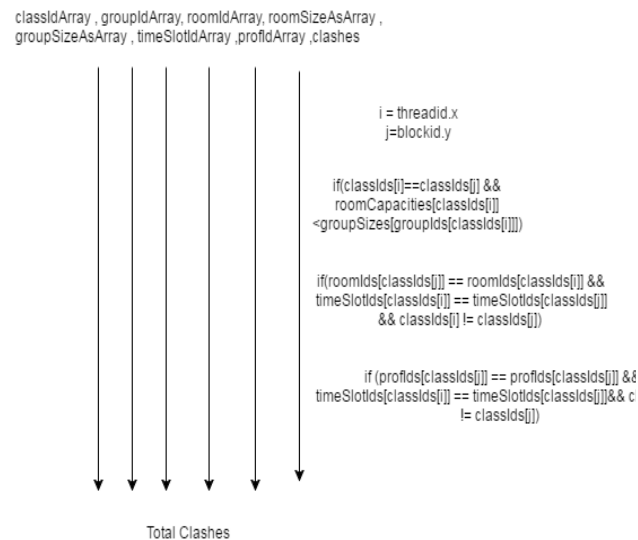 classIdArray , groupIdArray, roomIdArray, roomSizeAsArray ,
groupSizeAsArray , timeSlotIdArray ,profIdArray ,clashes
i = threadid.x
j=blockid.y
if(classIds[i]==classIds[j] &&
roomCapacities[classIds[i]]
<groupSizes[groupIds[classIds[i]]])
if(roomIds[classIds[j]] == roomIds[classIds[i]] &&
timeSlotIds[classIds[i]] == timeSlotIds[classIds[j]]
&& classIds[i] != classIds[j])
if (profIds[classIds[j]] == profIds[classIds[j]] &&
timeSlotIds[classIds[i]] == timeSlotIds[classIds[j]]&& c
!= classIds[j])
Total Clashes